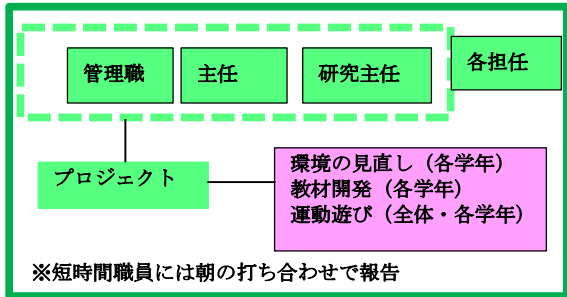 管理職
主任
研究主任
各担任
プロジェクト
環境の見直し（各学年）
教材開発（各学年）
運動遊び（全体・各学年）
※短時間職員には朝の打ち合わせで報告